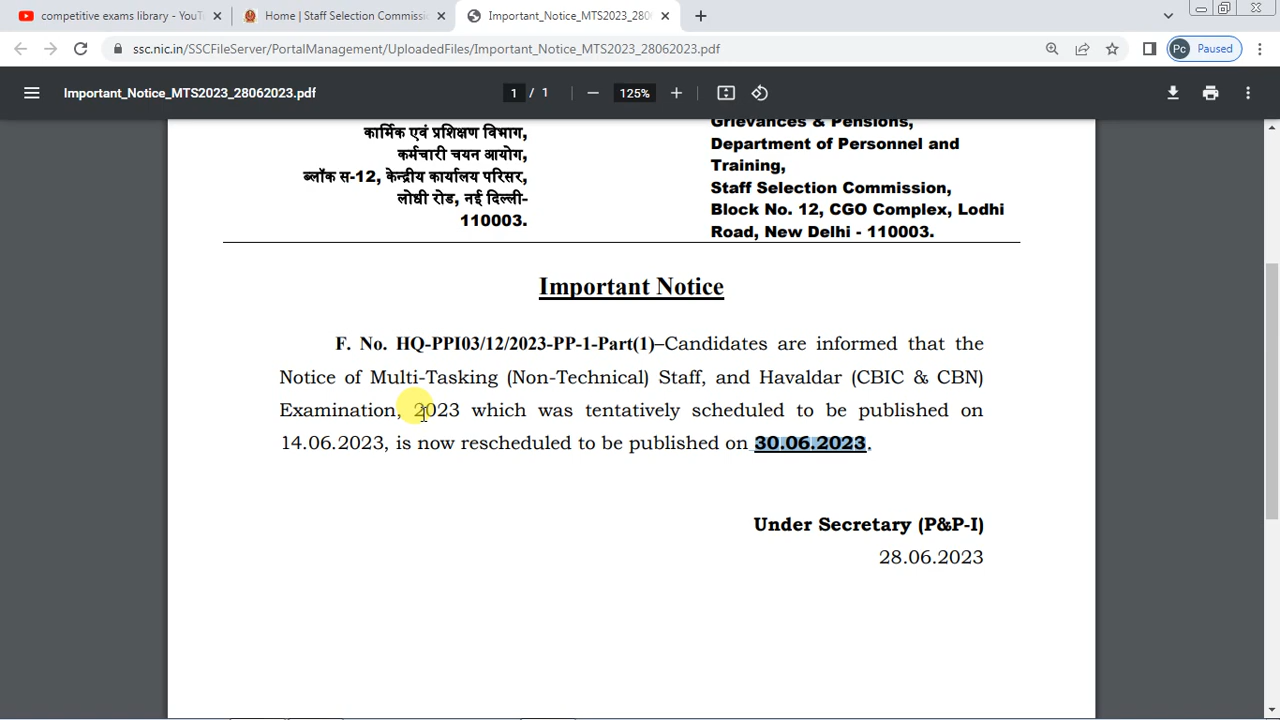 competitive exams library - YouT
Home | Staff Selection Commissi
Important_Notice_MTS2023_280
ssc.nic.in/SSCFileServer/PortalManagement/UploadedFiles/Important_Notice_MTS2023_28062023.pdf
Pc Paused
Important_Notice_MTS2023_28062023.pdf
1 / 1
125%
कार्मिक एवं प्रशिक्षण विभाग,
कर्मचारी चयन आयोग,
ब्लॉक स-12, केन्द्रीय कार्यालय परिसर,
लोधी रोड, नई दिल्ली-
110003.
Grievances & Pensions,
Department of Personnel and
Training,
Staff Selection Commission,
Block No. 12, CGO Complex, Lodhi
Road, New Delhi - 110003.
Important Notice
F. No. HQ-PPI03/12/2023-PP-1-Part(1)–Candidates are informed that the
Notice of Multi-Tasking (Non-Technical) Staff, and Havaldar (CBIC & CBN)
Examination, 2023 which was tentatively scheduled to be published on
14.06.2023, is now rescheduled to be published on 30.06.2023.
Under Secretary (P&P-I)
28.06.2023